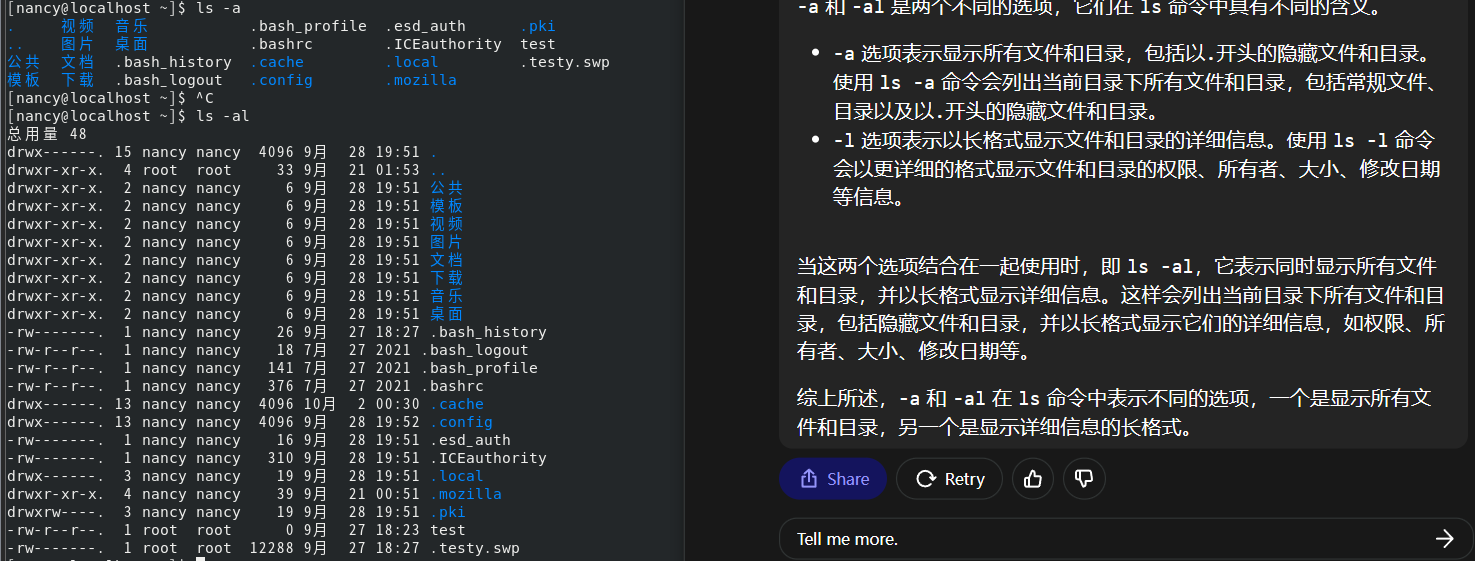 [nancy@localhost ~]$ ls -a
.    视频  音乐           .bash_profile  .esd_auth      .pki
..   图片  桌面           .bashrc        .ICEauthority  test
公共  文档  .bash_history  .cache         .local         .testy.swp
模板  下载  .bash_logout   .config        .mozilla
[nancy@localhost ~]$ ^C
[nancy@localhost ~]$ ls -al
总用量 48
drwx------. 15 nancy nancy  4096 9月  28 19:51 .
drwxr-xr-x.  4 root  root     33 9月  21 01:53 ..
drwxr-xr-x.  2 nancy nancy     6 9月  28 19:51 公共
drwxr-xr-x.  2 nancy nancy     6 9月  28 19:51 模板
drwxr-xr-x.  2 nancy nancy     6 9月  28 19:51 视频
drwxr-xr-x.  2 nancy nancy     6 9月  28 19:51 图片
drwxr-xr-x.  2 nancy nancy     6 9月  28 19:51 文档
drwxr-xr-x.  2 nancy nancy     6 9月  28 19:51 下载
drwxr-xr-x.  2 nancy nancy     6 9月  28 19:51 音乐
drwxr-xr-x.  2 nancy nancy     6 9月  28 19:51 桌面
-rw-------.  1 nancy nancy    26 9月  27 18:27 .bash_history
-rw-r--r--.  1 nancy nancy    18 7月  27 2021 .bash_logout
-rw-r--r--.  1 nancy nancy   141 7月  27 2021 .bash_profile
-rw-r--r--.  1 nancy nancy   376 7月  27 2021 .bashrc
drwx------. 13 nancy nancy  4096 10月  2 00:30 .cache
drwx------. 13 nancy nancy  4096 9月  28 19:52 .config
-rw-------.  1 nancy nancy    16 9月  28 19:51 .esd_auth
-rw-------.  1 nancy nancy   310 9月  28 19:51 .ICEauthority
drwx------.  3 nancy nancy    19 9月  28 19:51 .local
drwxr-xr-x.  4 nancy nancy    39 9月  21 00:51 .mozilla
drwxrw----.  3 nancy nancy    19 9月  28 19:51 .pki
-rw-r--r--.  1 root  root      0 9月  27 18:23 test
-rw-------.  1 root  root  12288 9月  27 18:27 .testy.swp
-a 和 -al 是两个不同的选项，它们在 ls 命令中具有不同的含义。
• -a 选项表示显示所有文件和目录，包括以.开头的隐藏文件和目录。
使用 ls -a 命令会列出当前目录下所有文件和目录，包括常规文件、
目录以及以.开头的隐藏文件和目录。
• -l 选项表示以长格式显示文件和目录的详细信息。使用 ls -l 命令
会以更详细的格式显示文件和目录的权限、所有者、大小、修改日期
等信息。
当这两个选项结合在一起使用时，即 ls -al，它表示同时显示所有文件
和目录，并以长格式显示详细信息。这样会列出当前目录下所有文件和目
录，包括隐藏文件和目录，并以长格式显示它们的详细信息，如权限、所
有者、大小、修改日期等。
综上所述，-a 和 -al 在 ls 命令中表示不同的选项，一个是显示所有文
件和目录，另一个是显示详细信息的长格式。
Share
Retry
Tell me more.